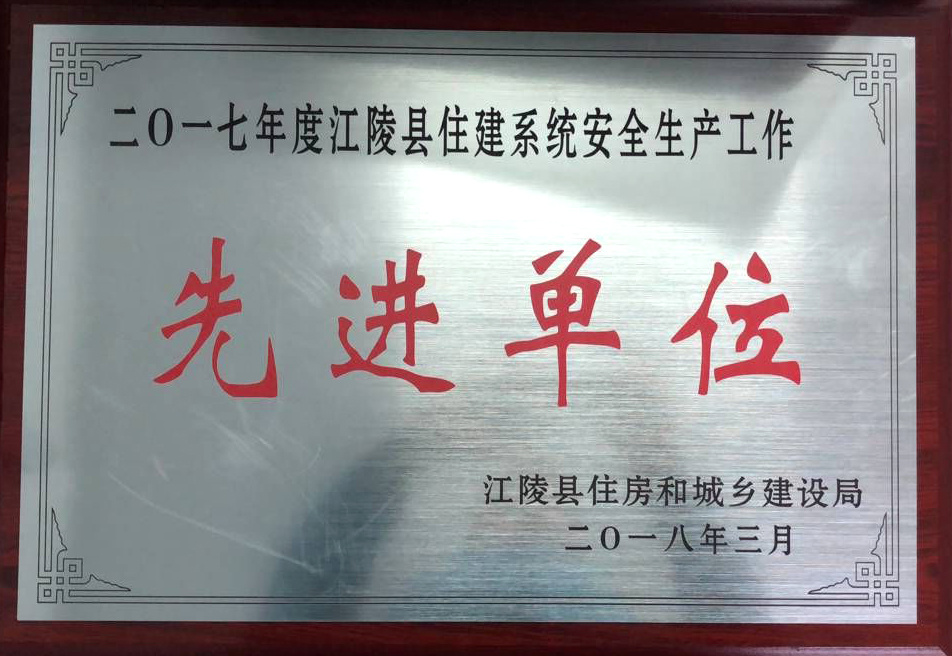 二〇一七年度江陵县住建系统安全生产工作
先进单位
江陵县住房和城乡建设局
二〇一八年三月